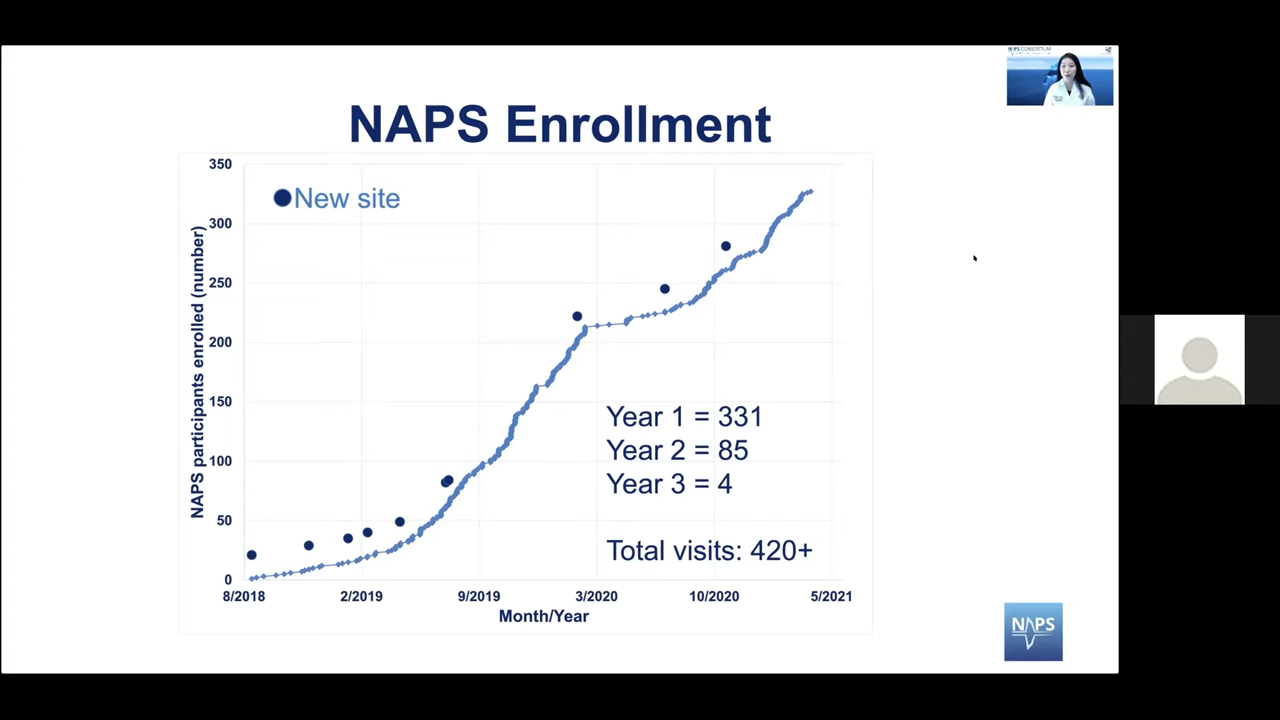 NAPS CONSORTIUM
NAPS Enrollment
New site
NAPS participants enrolled (number)
350
300
250
200
150
100
50
0
8/2018
2/2019
9/2019
3/2020
10/2020
5/2021
Month/Year
Year 1 = 331
Year 2 = 85
Year 3 = 4
Total visits: 420+
NAPS